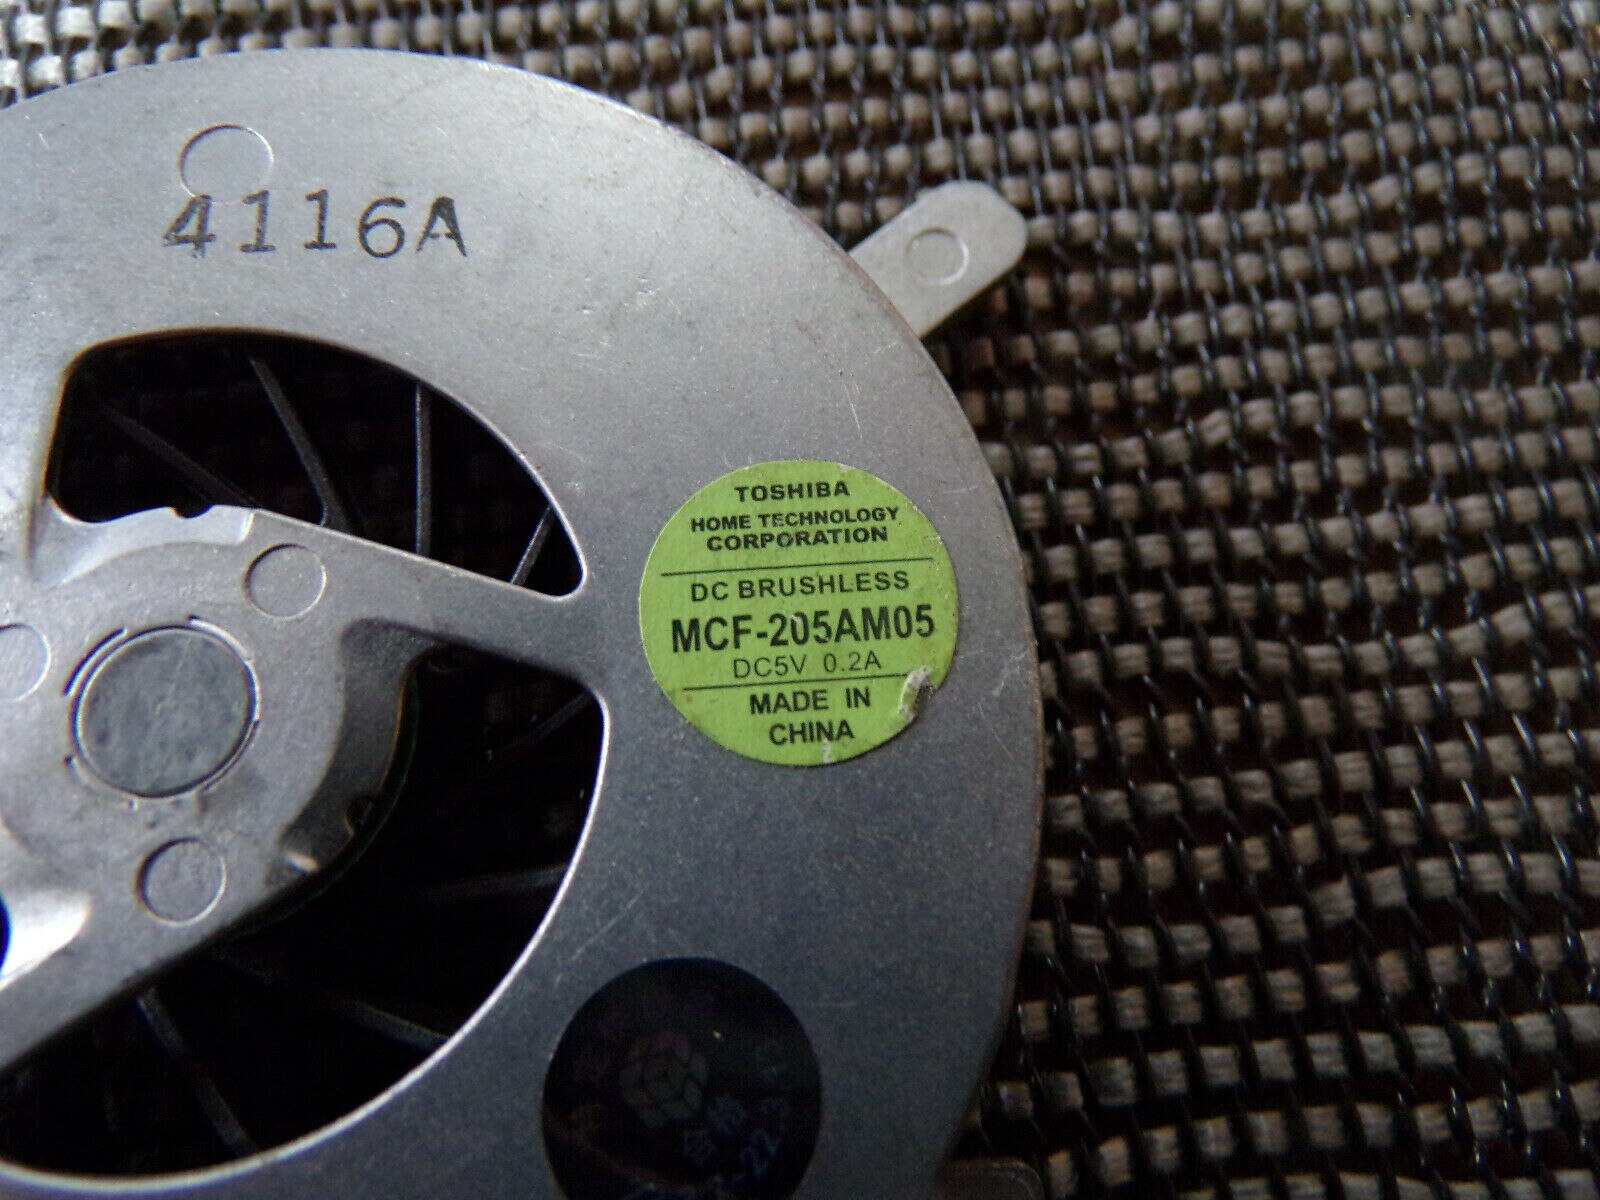 4116A
TOSHIBA
HOME TECHNOLOGY
CORPORATION
DC BRUSHLESS
MCF-205AM05
DC5V 0.2A
MADE IN
CHINA